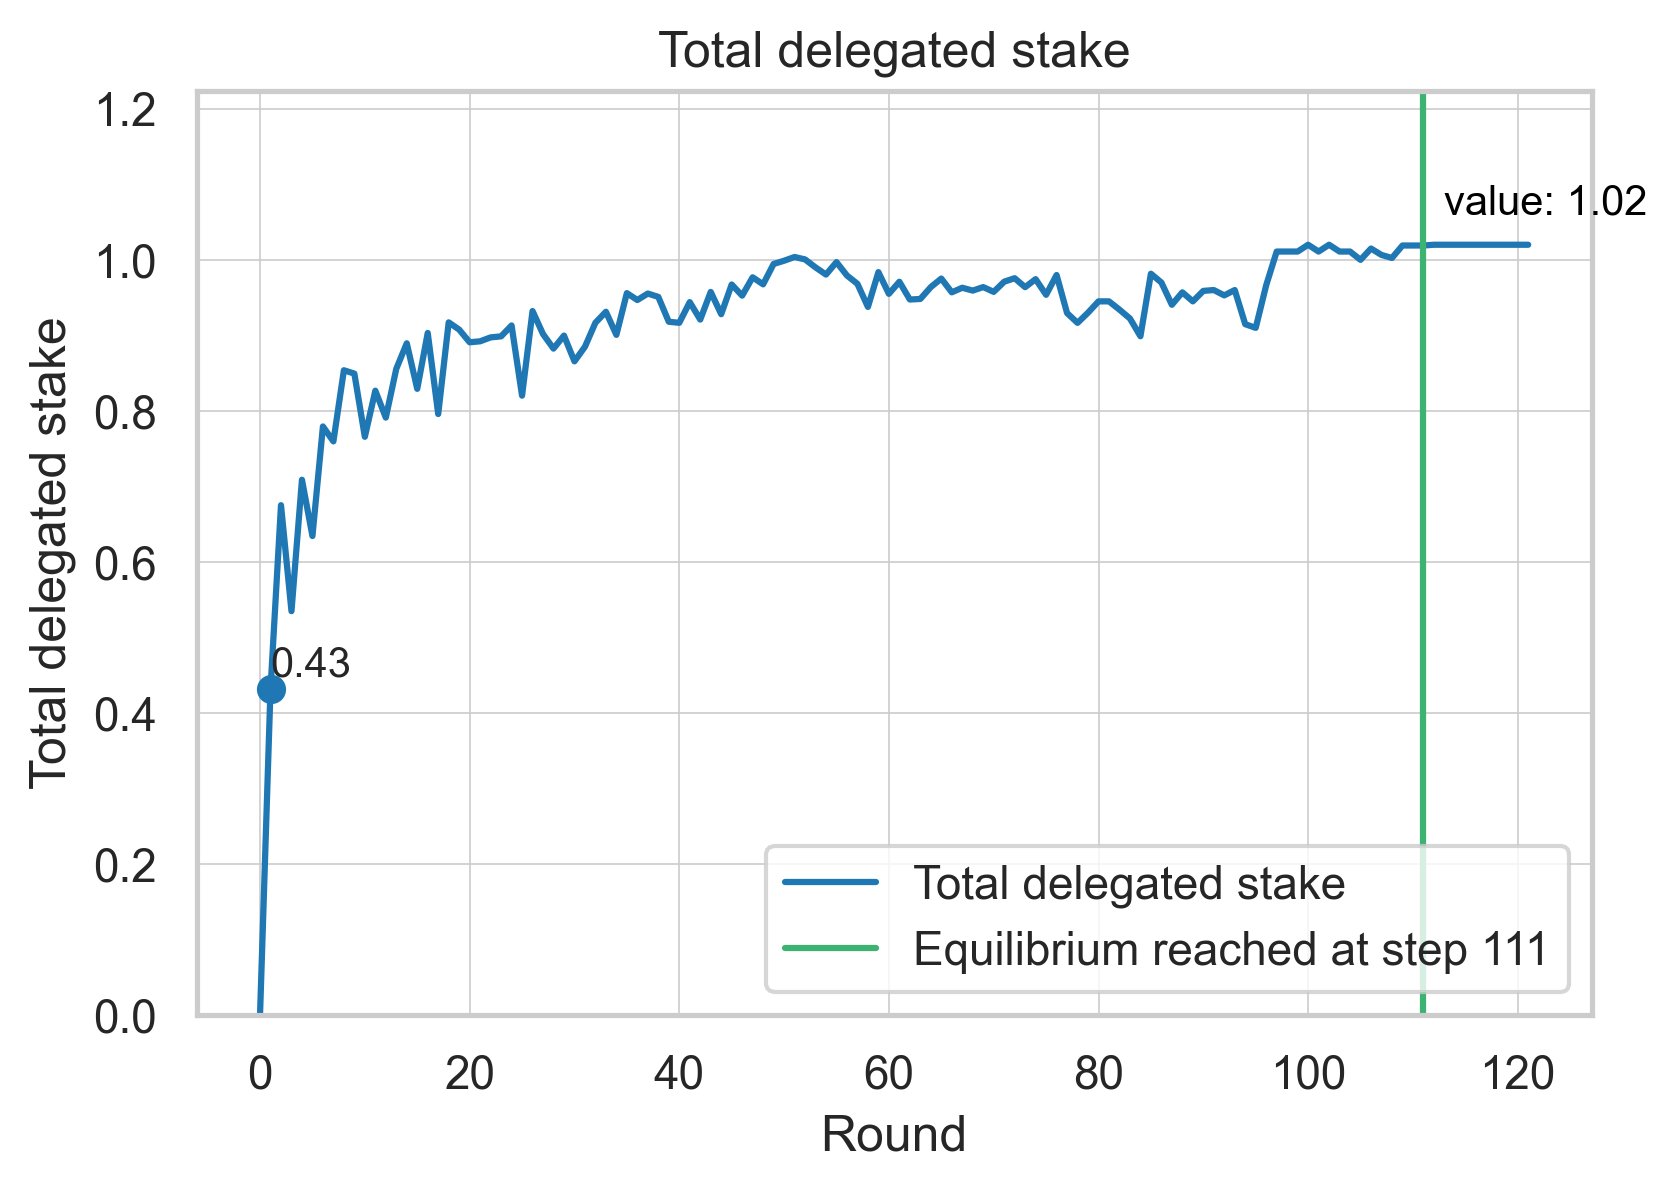 Total delegated stake
1.2
1.0
0.8
0.6
0.4
0.2
0.0
Total delegated stake
value: 1.02
0.43
Total delegated stake
Equilibrium reached at step 111
0 20 40 60 80 100 120
Round